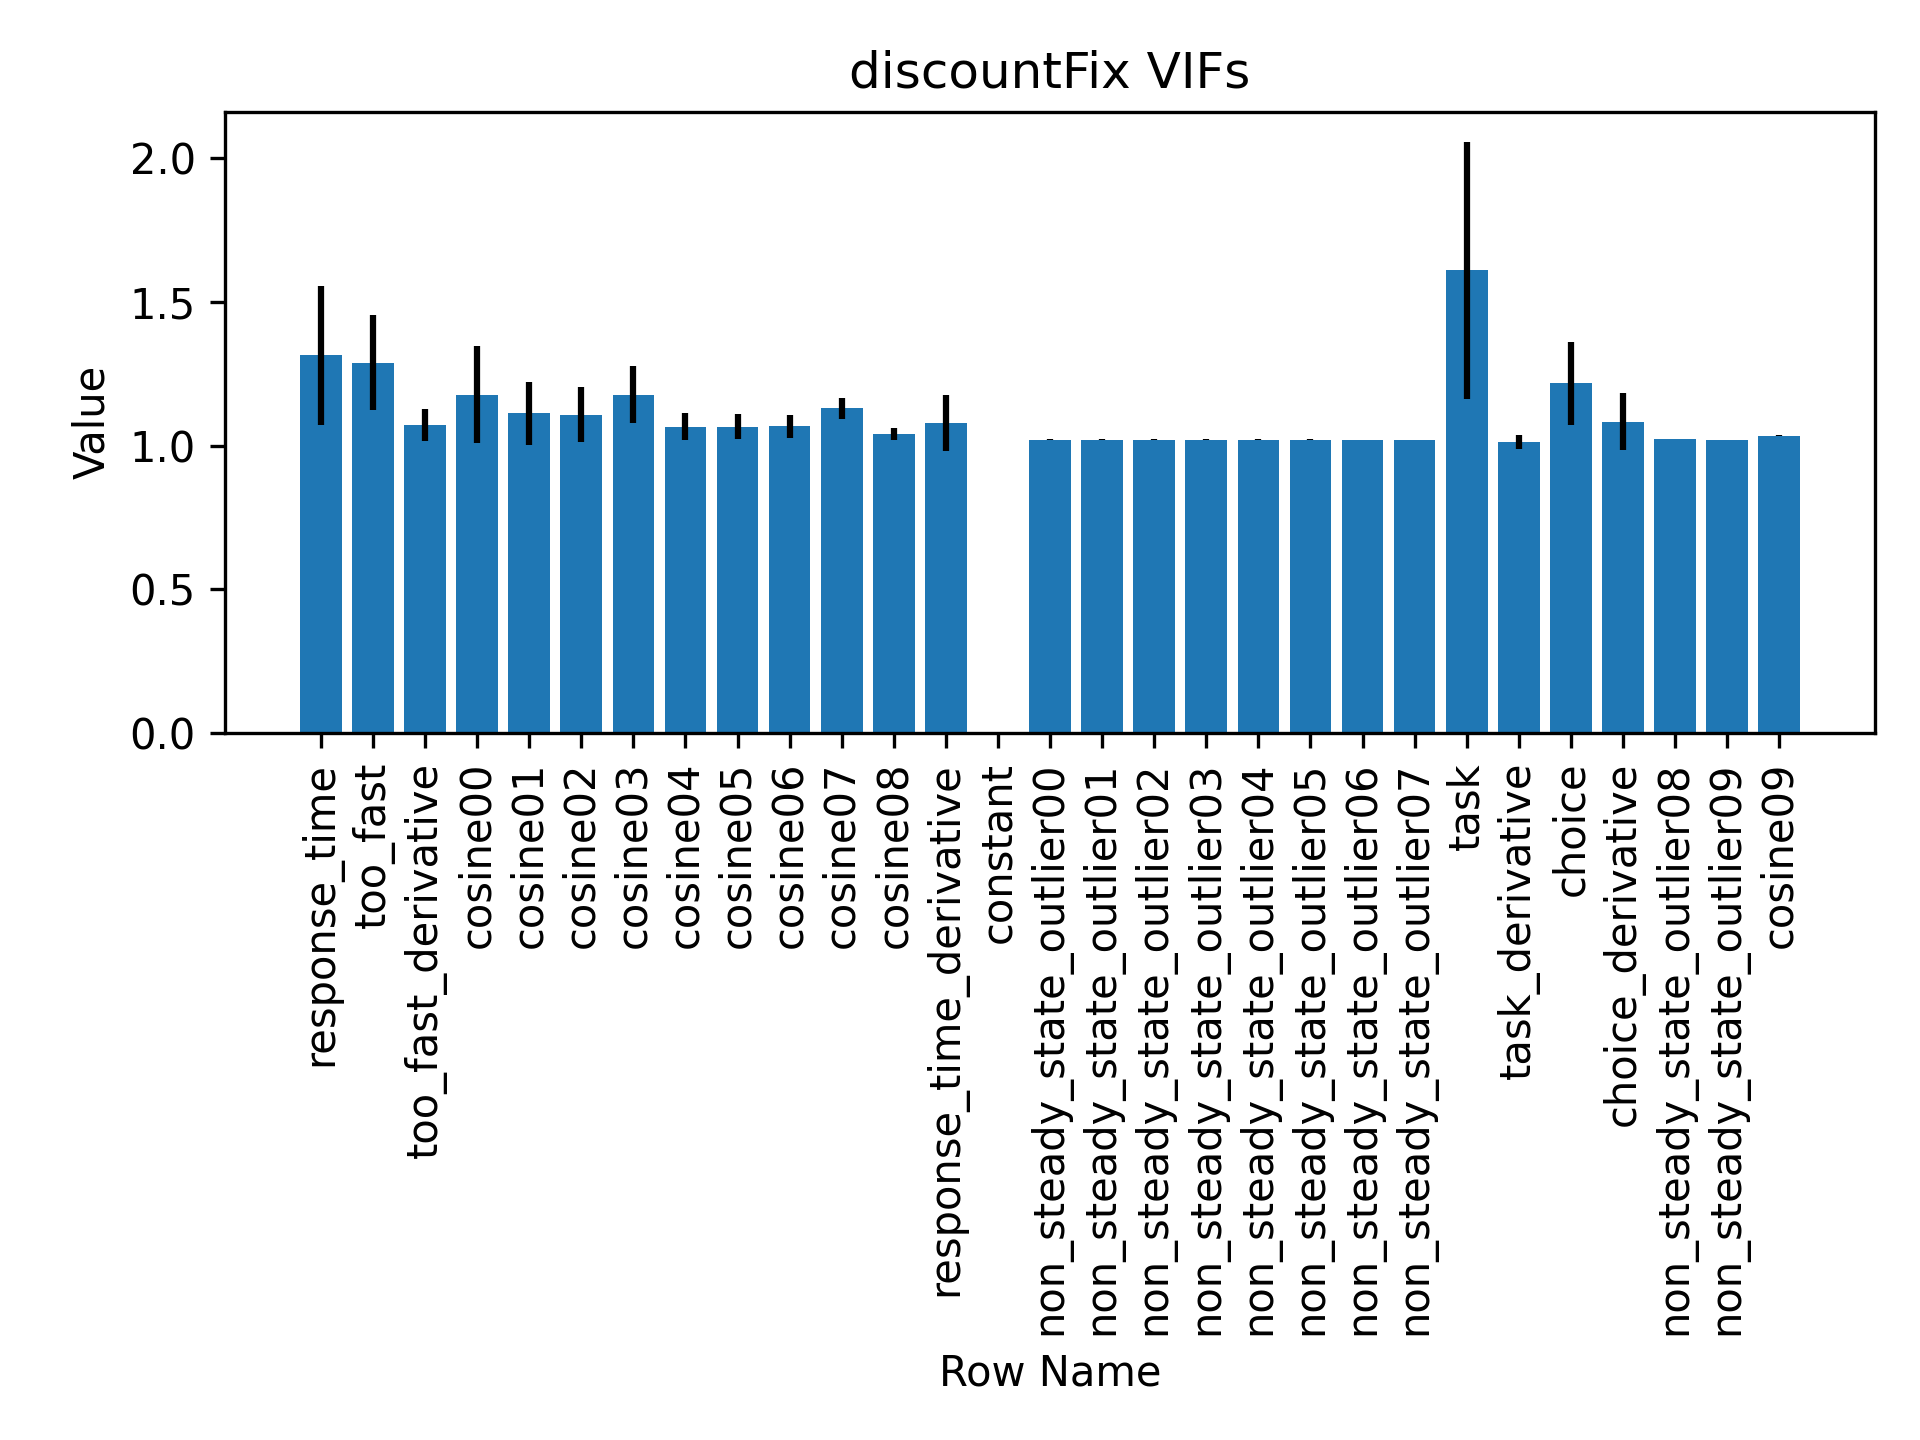 discountFix VIFs
Value
2.0
1.5
1.0
0.5
0.0
response_time
too_fast
too_fast_derivative
cosine00
cosine01
cosine02
cosine03
cosine04
cosine05
cosine06
cosine07
cosine08
response_time_derivative
constant
non_steady_state_outlier00
non_steady_state_outlier01
non_steady_state_outlier02
non_steady_state_outlier03
non_steady_state_outlier04
non_steady_state_outlier05
non_steady_state_outlier06
non_steady_state_outlier07
task
task_derivative
choice
choice_derivative
non_steady_state_outlier08
non_steady_state_outlier09
cosine09
Row Name